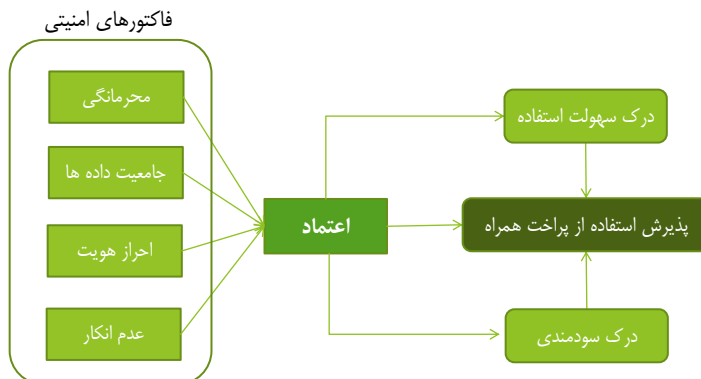 فاکتورهای امنیتی
محرمانگی
جامعیت داده ها
احراز هویت
عدم انکار
اعتماد
درک سهولت استفاده
پذیرش استفاده از پراخت همراه
درک سودمندی